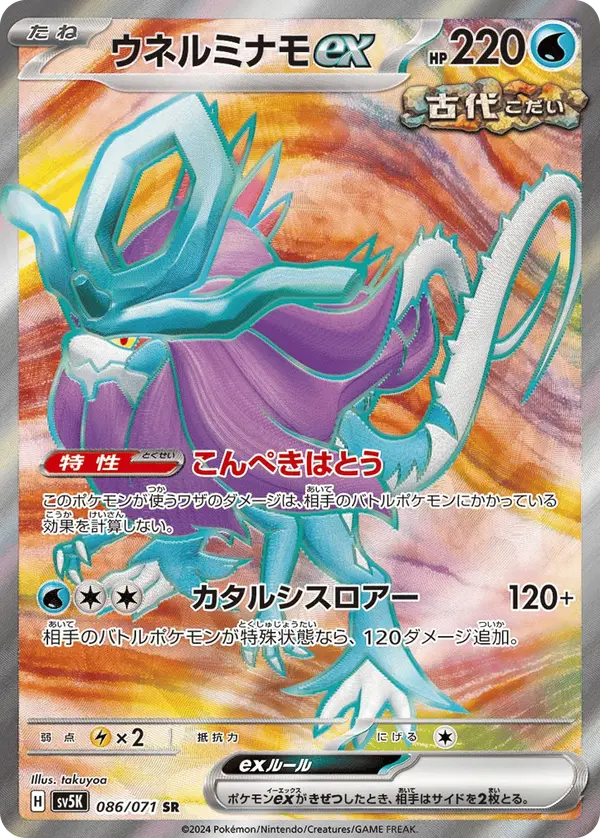 たね ウネルミナモex HP220
古代 こだい
特性 とくせい こんぺきはとう
このポケモンが使うワザのダメージは、相手のバトルポケモンにかかっている
効果を計算しない。
カタルシスロアー 120+
相手のバトルポケモンが特殊状態なら、120ダメージ追加。
弱点 ×2 抵抗力 にげる
exルール
ポケモンexがきぜつしたとき、相手はサイドを2枚とる。
Illus. takuyoa
H sv5K 086/071 SR
©2024 Pokémon/Nintendo/Creatures/GAME FREAK.